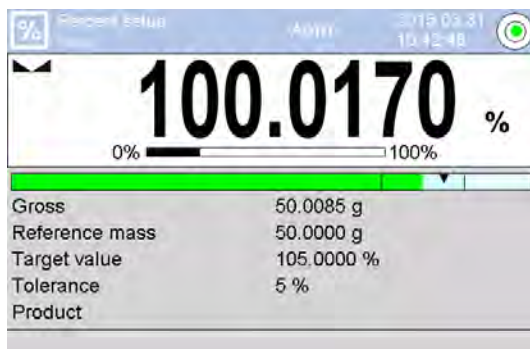 Percent setup
Admin
2015.03.31
10:42:48
100.0170 %
0% 100%
Gross 50.0085 g
Reference mass 50.0000 g
Target value 105.0000 %
Tolerance 5 %
Product